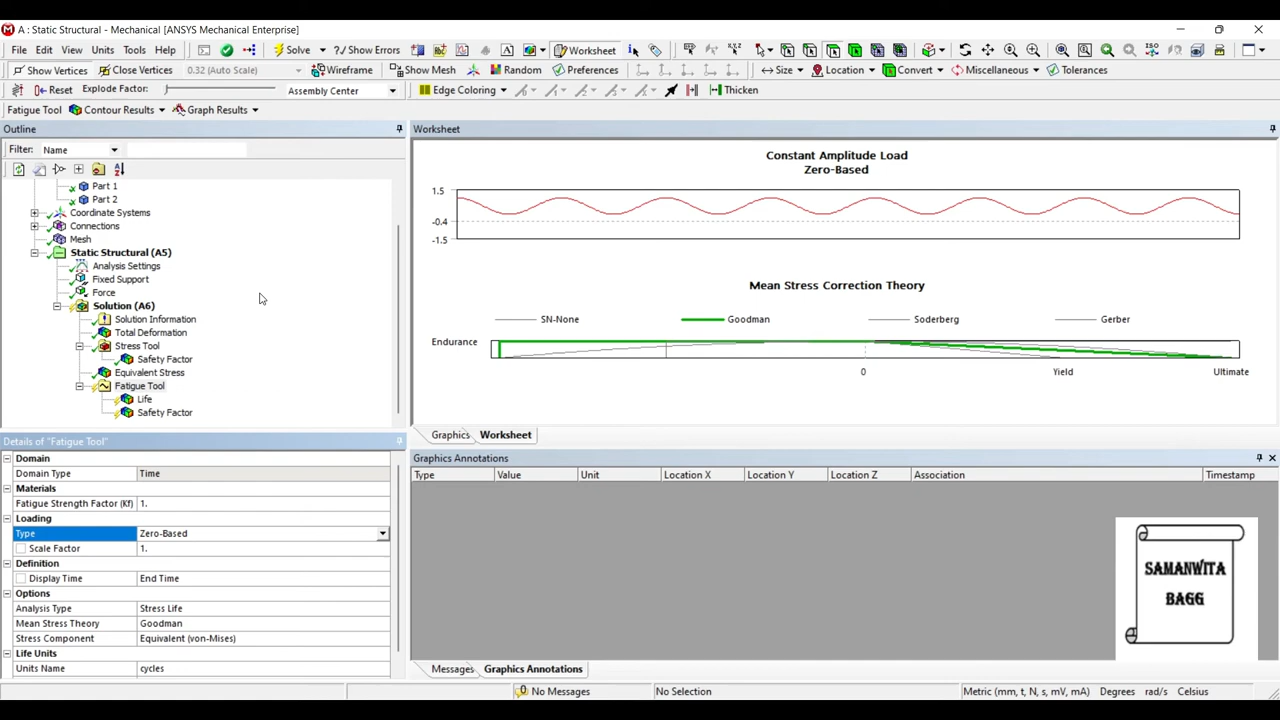 A : Static Structural - Mechanical [ANSYS Mechanical Enterprise]
File Edit View Units Tools Help Solve ?/ Show Errors Worksheet
Show Vertices Close Vertices 0.32 (Auto Scale) Wireframe Show Mesh Random Preferences Size Location Convert Miscellaneous Tolerances
Reset Explode Factor: Assembly Center Edge Coloring Thicken
Fatigue Tool Contour Results Graph Results
Outline
Filter: Name
Part 1
Part 2
Coordinate Systems
Connections
Mesh
Static Structural (A5)
Analysis Settings
Fixed Support
Force
Solution (A6)
Solution Information
Total Deformation
Stress Tool
Safety Factor
Equivalent Stress
Fatigue Tool
Life
Safety Factor
Details of "Fatigue Tool"
Domain
Domain Type Time
Materials
Fatigue Strength Factor (Kf) 1.
Loading
Type Zero-Based
Scale Factor 1.
Definition
Display Time End Time
Options
Analysis Type Stress Life
Mean Stress Theory Goodman
Stress Component Equivalent (von-Mises)
Life Units
Units Name cycles
Worksheet
Constant Amplitude Load
Zero-Based
1.5
-0.4
-1.5
Mean Stress Correction Theory
SN-None Goodman Soderberg Gerber
Endurance
0 Yield Ultimate
Graphics Worksheet
Graphics Annotations
Type Value Unit Location X Location Y Location Z Association Timestamp
SAMANWITA
BAGG
Messages Graphics Annotations
0 No Messages No Selection Metric (mm, t, N, s, mV, mA) Degrees rad/s Celsius